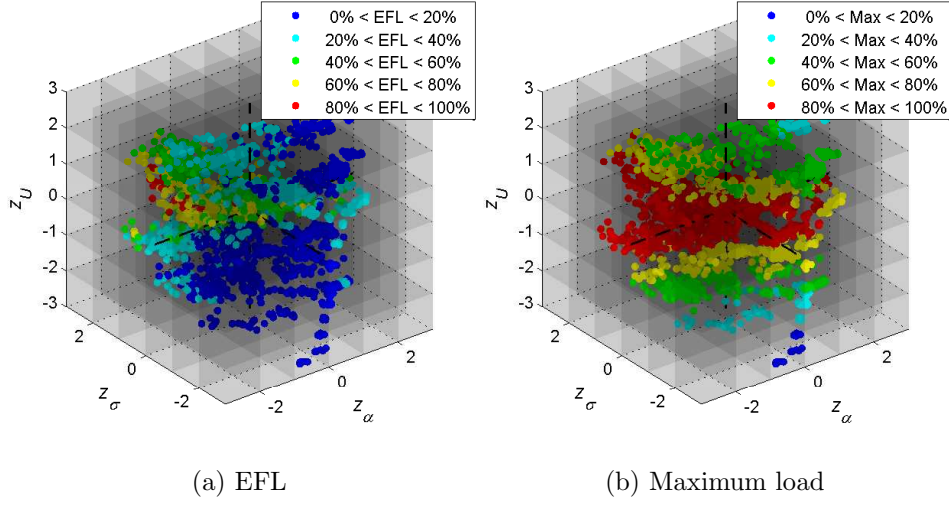 0% < EFL < 20%
20% < EFL < 40%
40% < EFL < 60%
60% < EFL < 80%
80% < EFL < 100%
3
2
1
0
-1
-2
-3
z_U
2
0
-2
z_σ
-2
0
2
z_α
(a) EFL
0% < Max < 20%
20% < Max < 40%
40% < Max < 60%
60% < Max < 80%
80% < Max < 100%
3
2
1
0
-1
-2
-3
z_U
2
0
-2
z_σ
-2
0
2
z_α
(b) Maximum load